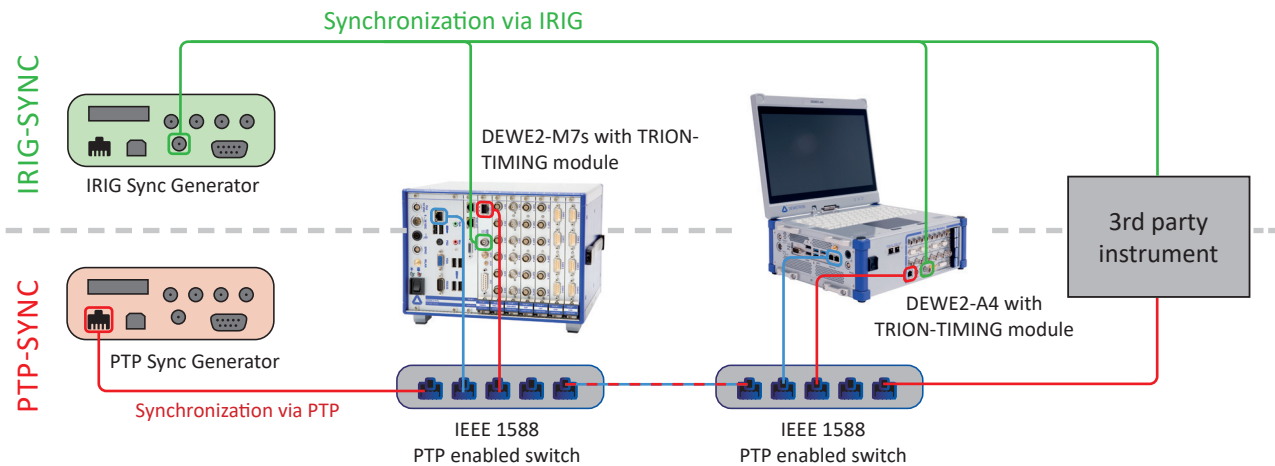 Synchronization via IRIG
IRIG-SYNC
IRIG Sync Generator
DEWE2-M7s with TRION-
TIMING module
3rd party
instrument
PTP-SYNC
PTP Sync Generator
DEWE2-A4 with
TRION-TIMING module
Synchronization via PTP
IEEE 1588
PTP enabled switch
IEEE 1588
PTP enabled switch